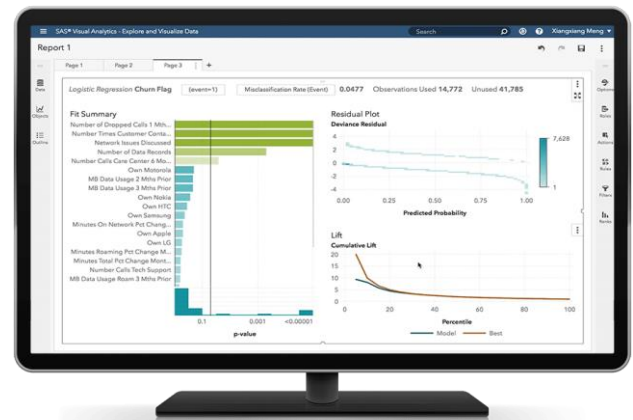 SAS® Visual Analytics - Explore and Visualize Data
Search
Xiangxiang Meng
Report 1
Page 1 Page 2 Page 3 +
Data
Objects
Outline
Logistic Regression Churn Flag (event=1) Misclassification Rate (Event) 0.0477 Observations Used 14,772 Unused 41,785
Options
Roles
Actions
Rules
Filters
Ranks
Fit Summary
Number of Dropped Calls 1 Mth...
Number Times Customer Conta...
Network Issues Discussed
Number of Data Records
Number Calls Care Center 6 Mo...
Own Motorola
MB Data Usage 2 Mths Prior
MB Data Usage 3 Mths Prior
Own Nokia
Own HTC
Own Samsung
Minutes On Network Pct Chang...
Own Apple
Own LG
Minutes Roaming Pct Change M...
Minutes Total Pct Change Mont...
Number Calls Tech Support
MB Data Usage Roam 3 Mths Prior
0.1 0.001 <0.00001
p-value
Residual Plot
Deviance Residual
4
2
0
-2
-4
0.00 0.25 0.50 0.75 1.00
Predicted Probability
7,628
1
Lift
Cumulative Lift
20
15
10
5
0
0 20 40 60 80 100
Percentile
Model Best